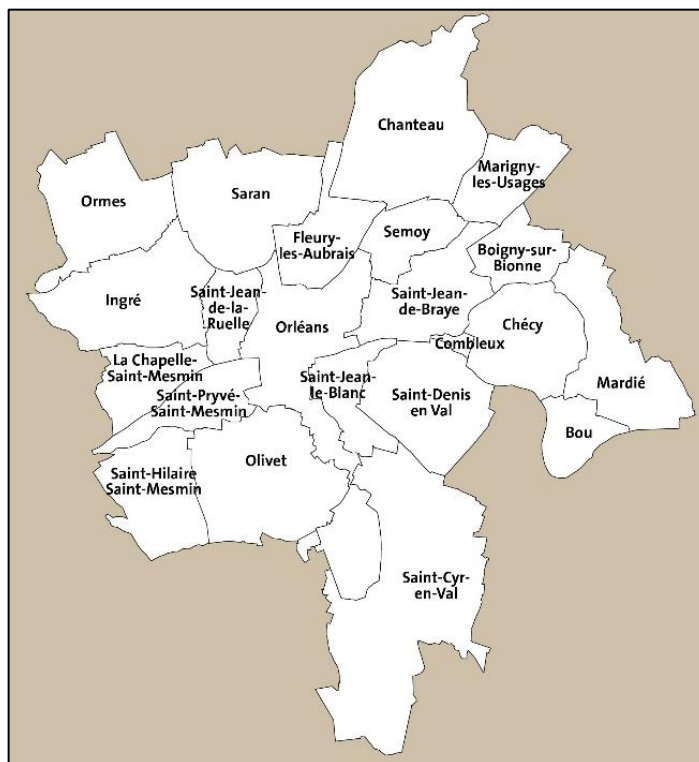 Chanteau
Marigny-
les-Usages
Ormes
Saran
Fleury-
les-Aubrais
Semoy
Boigny-sur-
Bionne
Ingré
Saint-Jean-
de-la-
Ruelle
Orléans
Saint-Jean-
de-Braye
Chécy
Combleux
La Chapelle-
Saint-Mesmin
Saint-Pryvé-
Saint-Mesmin
Saint-Jean-
le-Blanc
Saint-Denis
en Val
Mardié
Bou
Saint-Hilaire
Saint-Mesmin
Olivet
Saint-Cyr-
en-Val